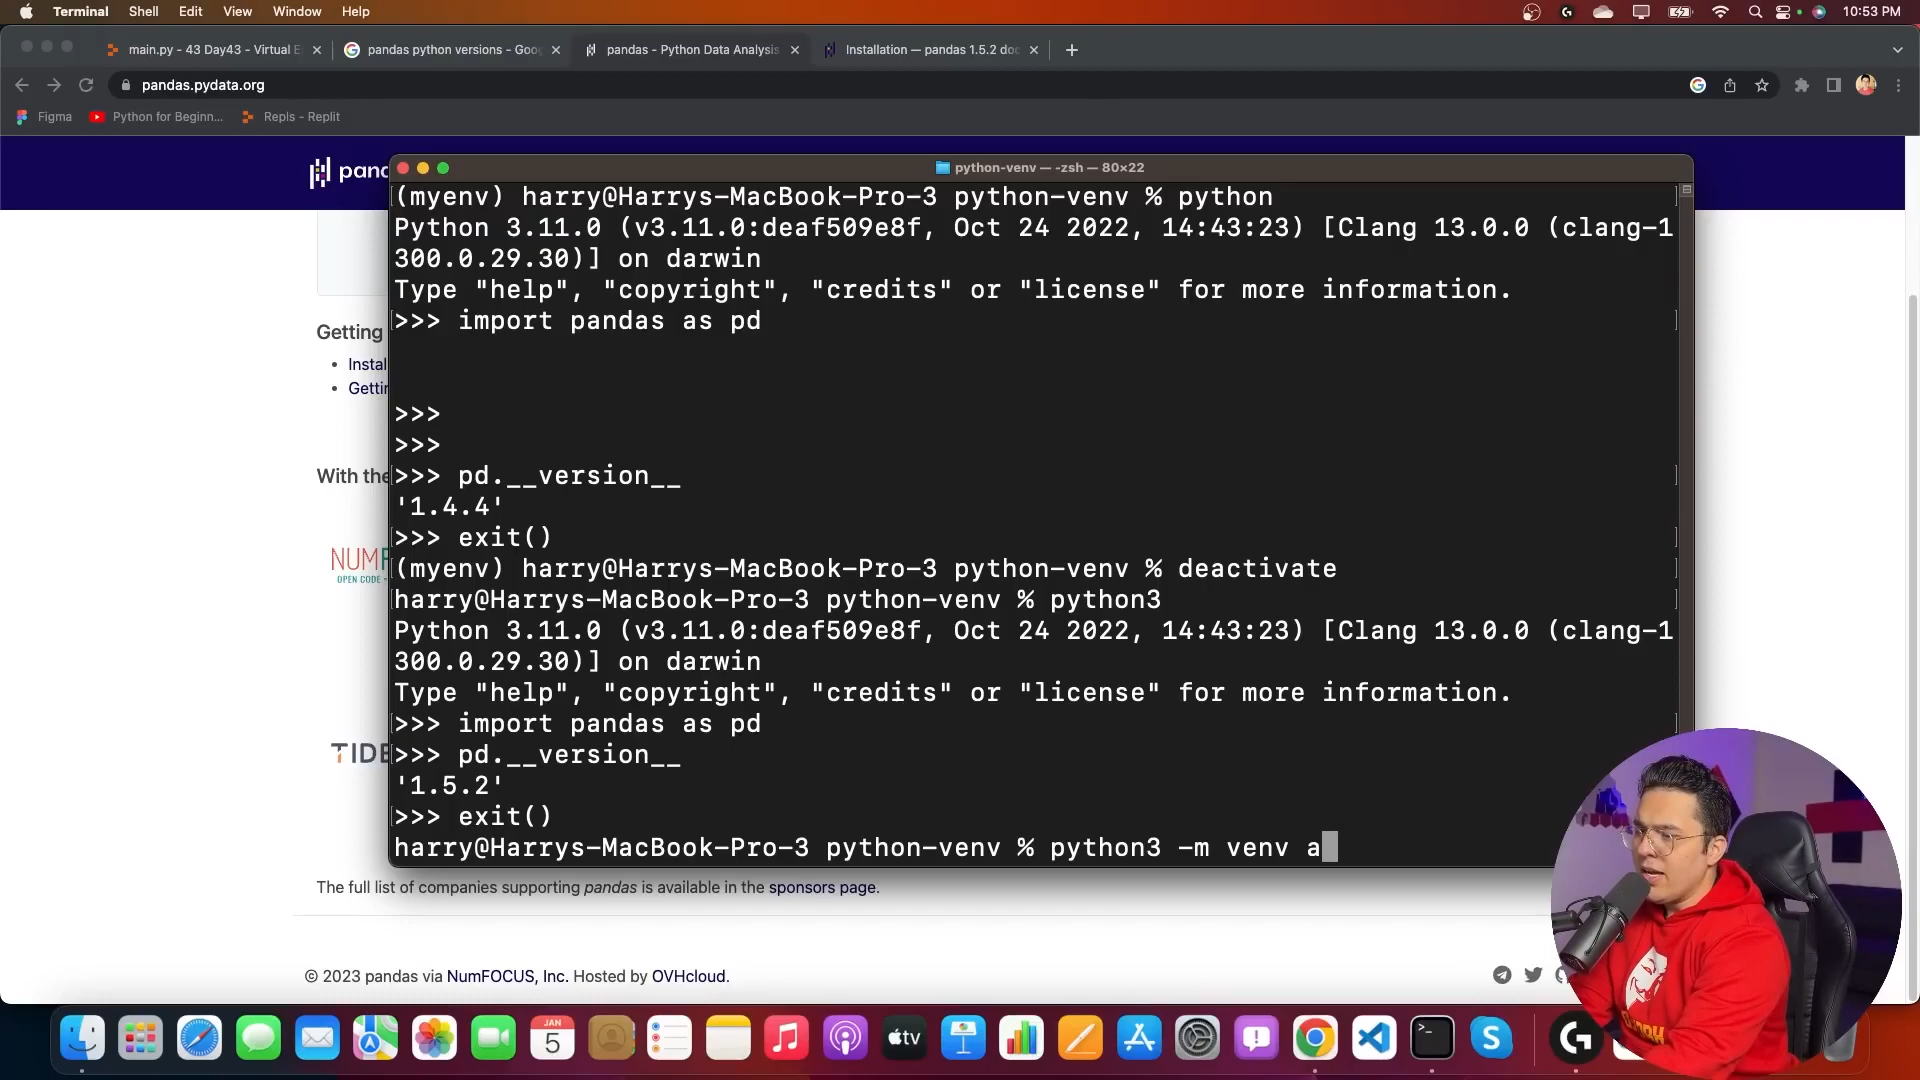 Terminal Shell Edit View Window Help 10:53 PM
main.py - 43 Day43 - Virtual E pandas python versions - Goo pandas - Python Data Analysis Installation — pandas 1.5.2 doc
pandas.pydata.org
Figma Python for Beginn... Repls - Replit
python-venv — -zsh — 80×22
(myenv) harry@Harrys-MacBook-Pro-3 python-venv % python
Python 3.11.0 (v3.11.0:deaf509e8f, Oct 24 2022, 14:43:23) [Clang 13.0.0 (clang-1
300.0.29.30)] on darwin
Type "help", "copyright", "credits" or "license" for more information.
>>> import pandas as pd
>>>
>>>
>>> pd.__version__
'1.4.4'
>>> exit()
(myenv) harry@Harrys-MacBook-Pro-3 python-venv % deactivate
harry@Harrys-MacBook-Pro-3 python-venv % python3
Python 3.11.0 (v3.11.0:deaf509e8f, Oct 24 2022, 14:43:23) [Clang 13.0.0 (clang-1
300.0.29.30)] on darwin
Type "help", "copyright", "credits" or "license" for more information.
>>> import pandas as pd
>>> pd.__version__
'1.5.2'
>>> exit()
harry@Harrys-MacBook-Pro-3 python-venv % python3 -m venv a
pand
Getting
Instal
Gettin
With the
NUMF
OPEN CODE
TIDE
The full list of companies supporting pandas is available in the sponsors page.
© 2023 pandas via NumFOCUS, Inc. Hosted by OVHcloud.
JAN
5
tv